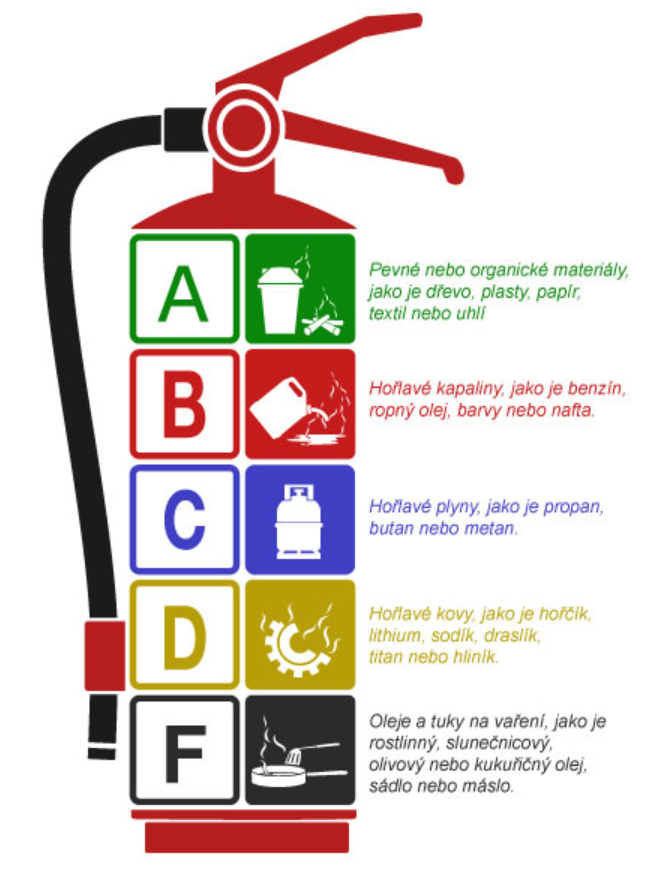 A
Pevné nebo organické materiály,
jako je dřevo, plasty, papír,
textil nebo uhlí
B
Hořlavé kapaliny, jako je benzín,
ropný olej, barvy nebo nafta.
C
Hořlavé plyny, jako je propan,
butan nebo metan.
D
Hořlavé kovy, jako je hořčík,
lithium, sodík, draslík,
titan nebo hliník.
F
Oleje a tuky na vaření, jako je
rostlinný, slunečnicový,
olivový nebo kukuřičný olej,
sádlo nebo máslo.